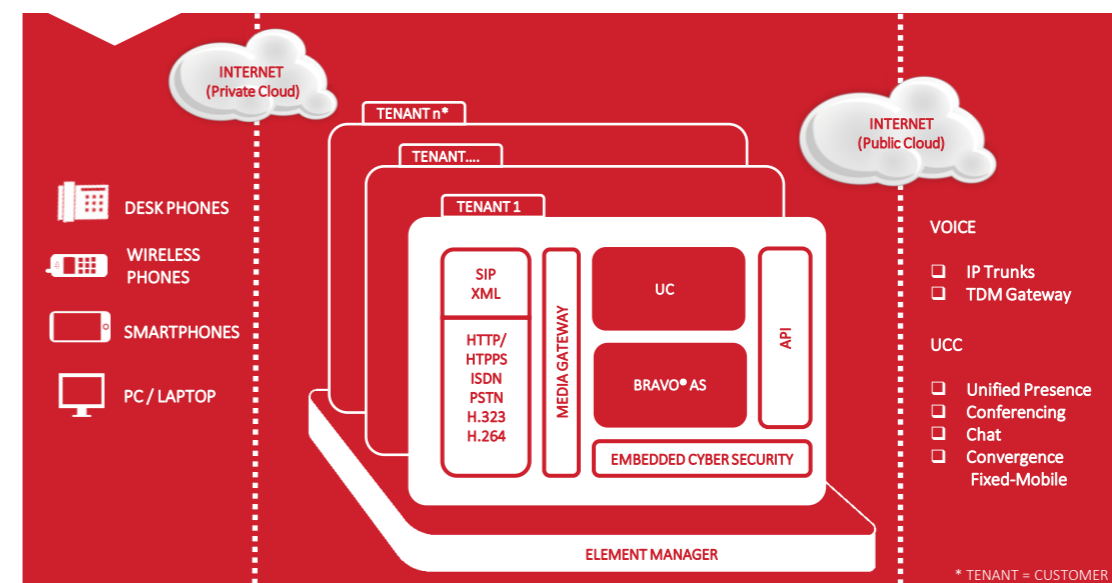 INTERNET
(Private Cloud)
TENANT n*
TENANT....
TENANT 1
INTERNET
(Public Cloud)
DESK PHONES
WIRELESS
PHONES
SMARTPHONES
PC / LAPTOP
SIP
XML
HTTP/
HTPPS
ISDN
PSTN
H.323
H.264
MEDIA GATEWAY
UC
BRAVO® AS
API
EMBEDDED CYBER SECURITY
ELEMENT MANAGER
VOICE
❑ IP Trunks
❑ TDM Gateway
UCC
❑ Unified Presence
❑ Conferencing
❑ Chat
❑ Convergence
Fixed-Mobile
* TENANT = CUSTOMER